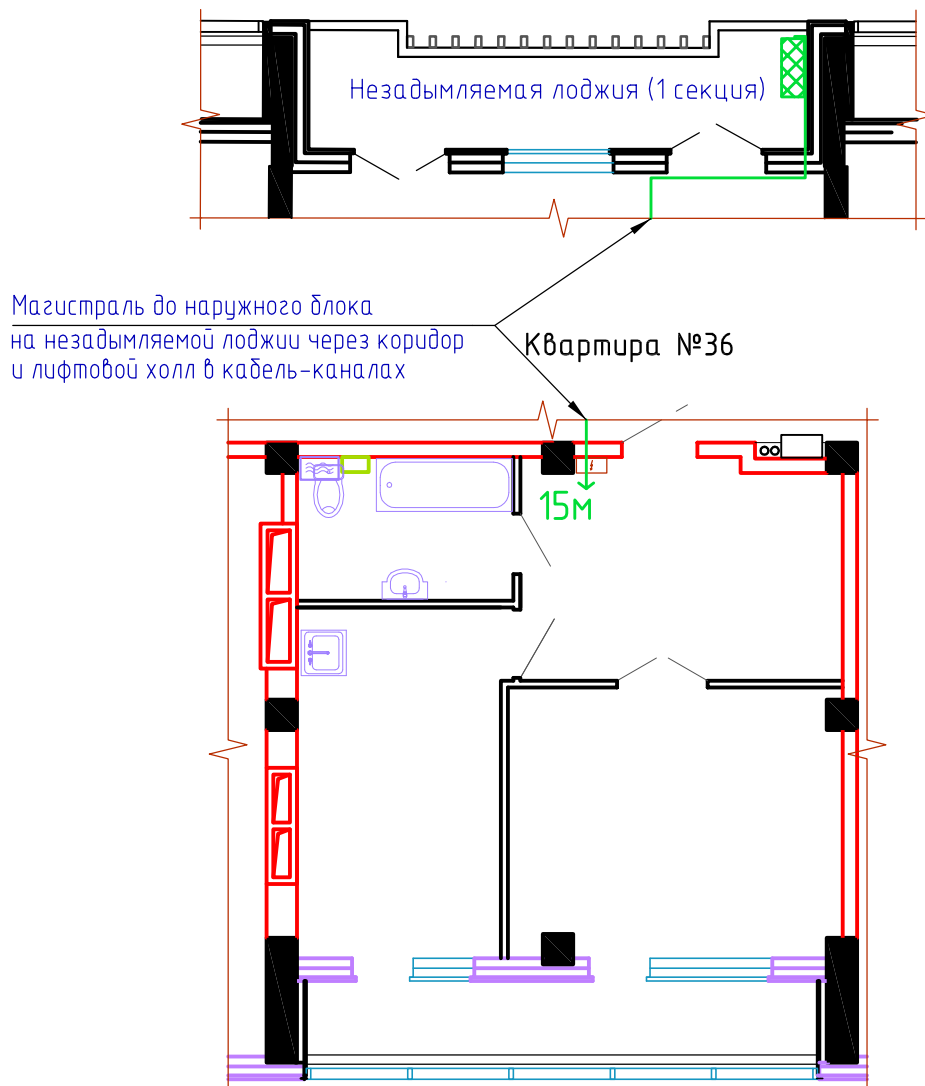 Незадымляемая лоджия (1 секция)
Магистраль до наружного блока
на незадымляемой лоджии через коридор
и лифтовой холл в кабель-каналах
Квартира №36
15м